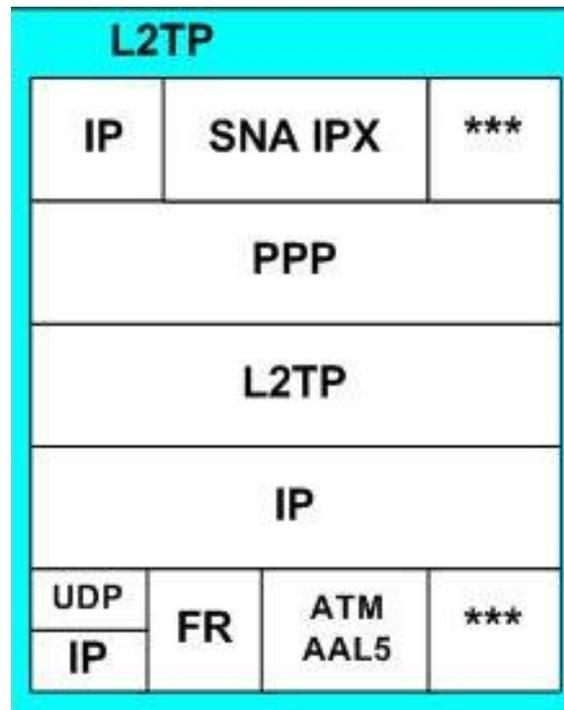 L2TP
IP SNA IPX ***
PPP
L2TP
IP
UDP
IP
FR
ATM
AAL5
***